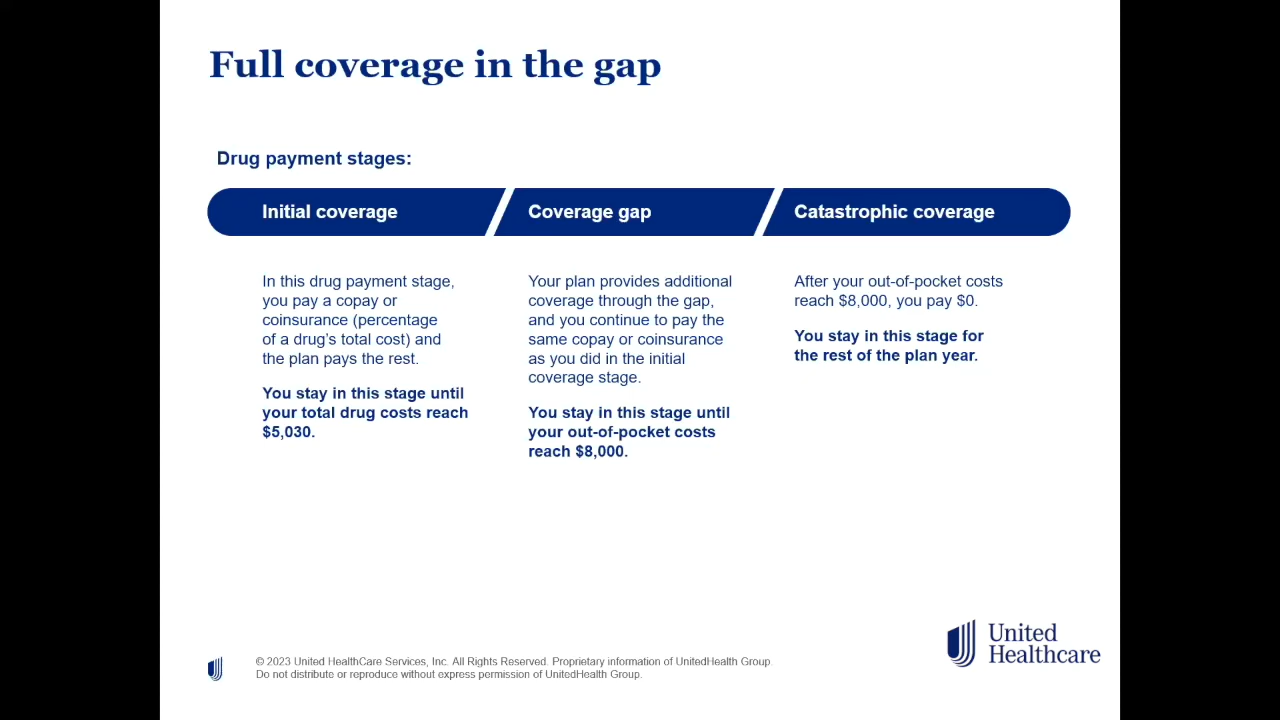 Full coverage in the gap
Drug payment stages:
Initial coverage
Coverage gap
Catastrophic coverage
In this drug payment stage,
you pay a copay or
coinsurance (percentage
of a drug’s total cost) and
the plan pays the rest.
You stay in this stage until
your total drug costs reach
$5,030.
Your plan provides additional
coverage through the gap,
and you continue to pay the
same copay or coinsurance
as you did in the initial
coverage stage.
You stay in this stage until
your out-of-pocket costs
reach $8,000.
After your out-of-pocket costs
reach $8,000, you pay $0.
You stay in this stage for
the rest of the plan year.
© 2023 United HealthCare Services, Inc. All Rights Reserved. Proprietary information of UnitedHealth Group.
Do not distribute or reproduce without express permission of UnitedHealth Group.
United
Healthcare